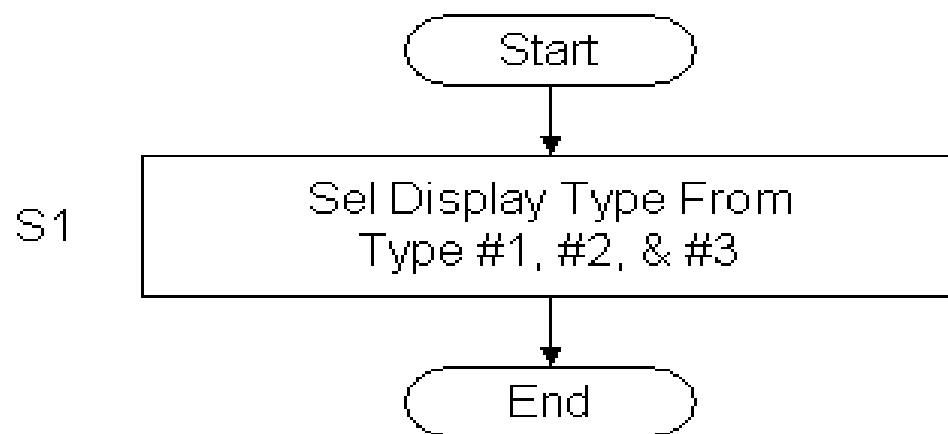 Start
S1
Sel Display Type From
Type #1, #2, & #3
End